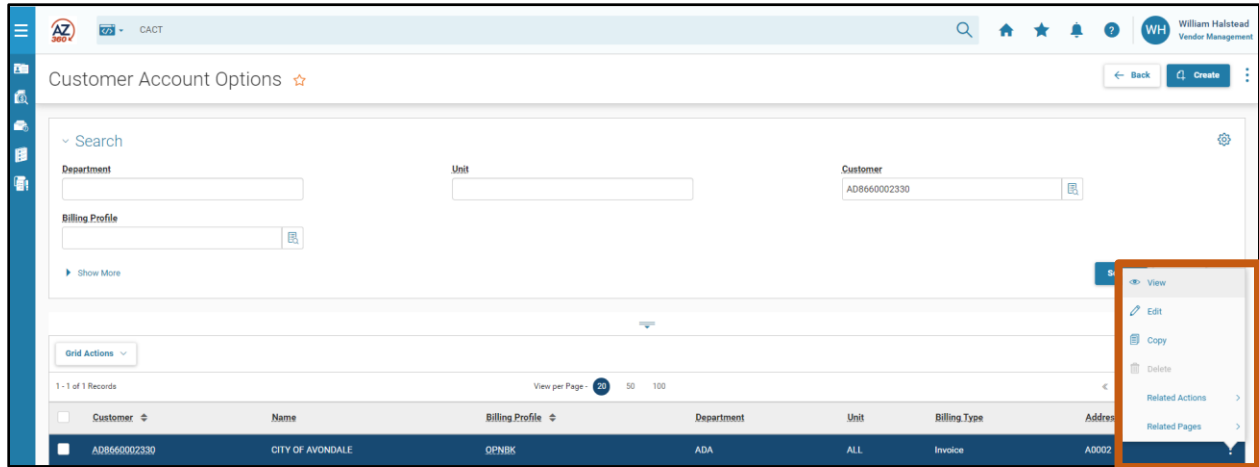 AZ
360
CACT
William Halstead
WH
Vendor Management
Customer Account Options
Back
Create
Search
Department
Unit
Customer
AD8660002330
Billing Profile
Show More
View
Edit
Copy
Delete
Related Actions
Related Pages
Grid Actions
1 - 1 of 1 Records
View per Page - 20 50 100
Customer Name Billing Profile Department Unit Billing Type Addres
AD8660002330 CITY OF AVONDALE OPNBK ADA ALL Invoice A0002